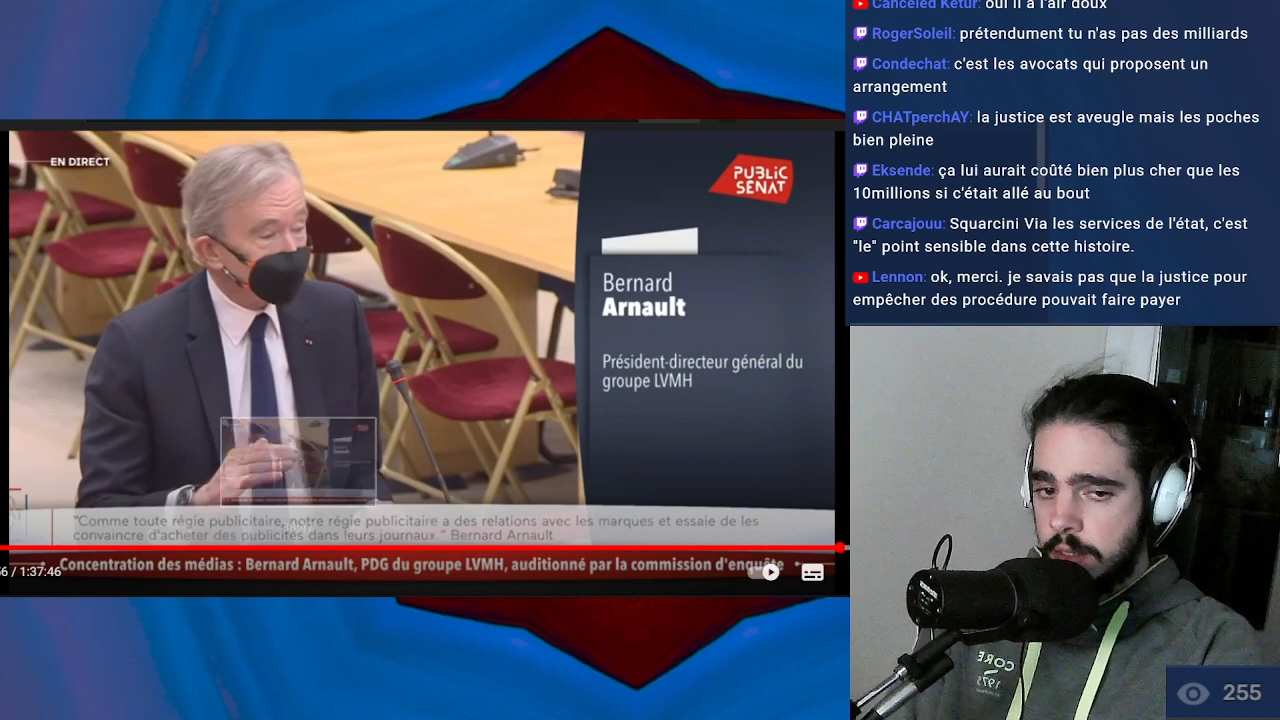 EN DIRECT
PUBLIC
SÉNAT
Bernard
Arnault
Président-directeur général du
groupe LVMH
"Comme toute régie publicitaire, notre régie publicitaire a des relations avec les marques et essaie de les
convaincre d'acheter des publicités dans leurs journaux." Bernard Arnault
Concentration des médias : Bernard Arnault, PDG du groupe LVMH, auditionné par la commission d'enquête
6 / 1:37:46
Canceled Ketur: oui il a l'air doux
RogerSoleil: prétendument tu n'as pas des milliards
Condechat: c'est les avocats qui proposent un
arrangement
CHATperchAY: la justice est aveugle mais les poches
bien pleine
Eksende: ça lui aurait coûté bien plus cher que les
10millions si c'était allé au bout
Carcajouu: Squarcini Via les services de l'état, c'est
"le" point sensible dans cette histoire.
Lennon: ok, merci. je savais pas que la justice pour
empêcher des procédure pouvait faire payer
CORE
1975
255